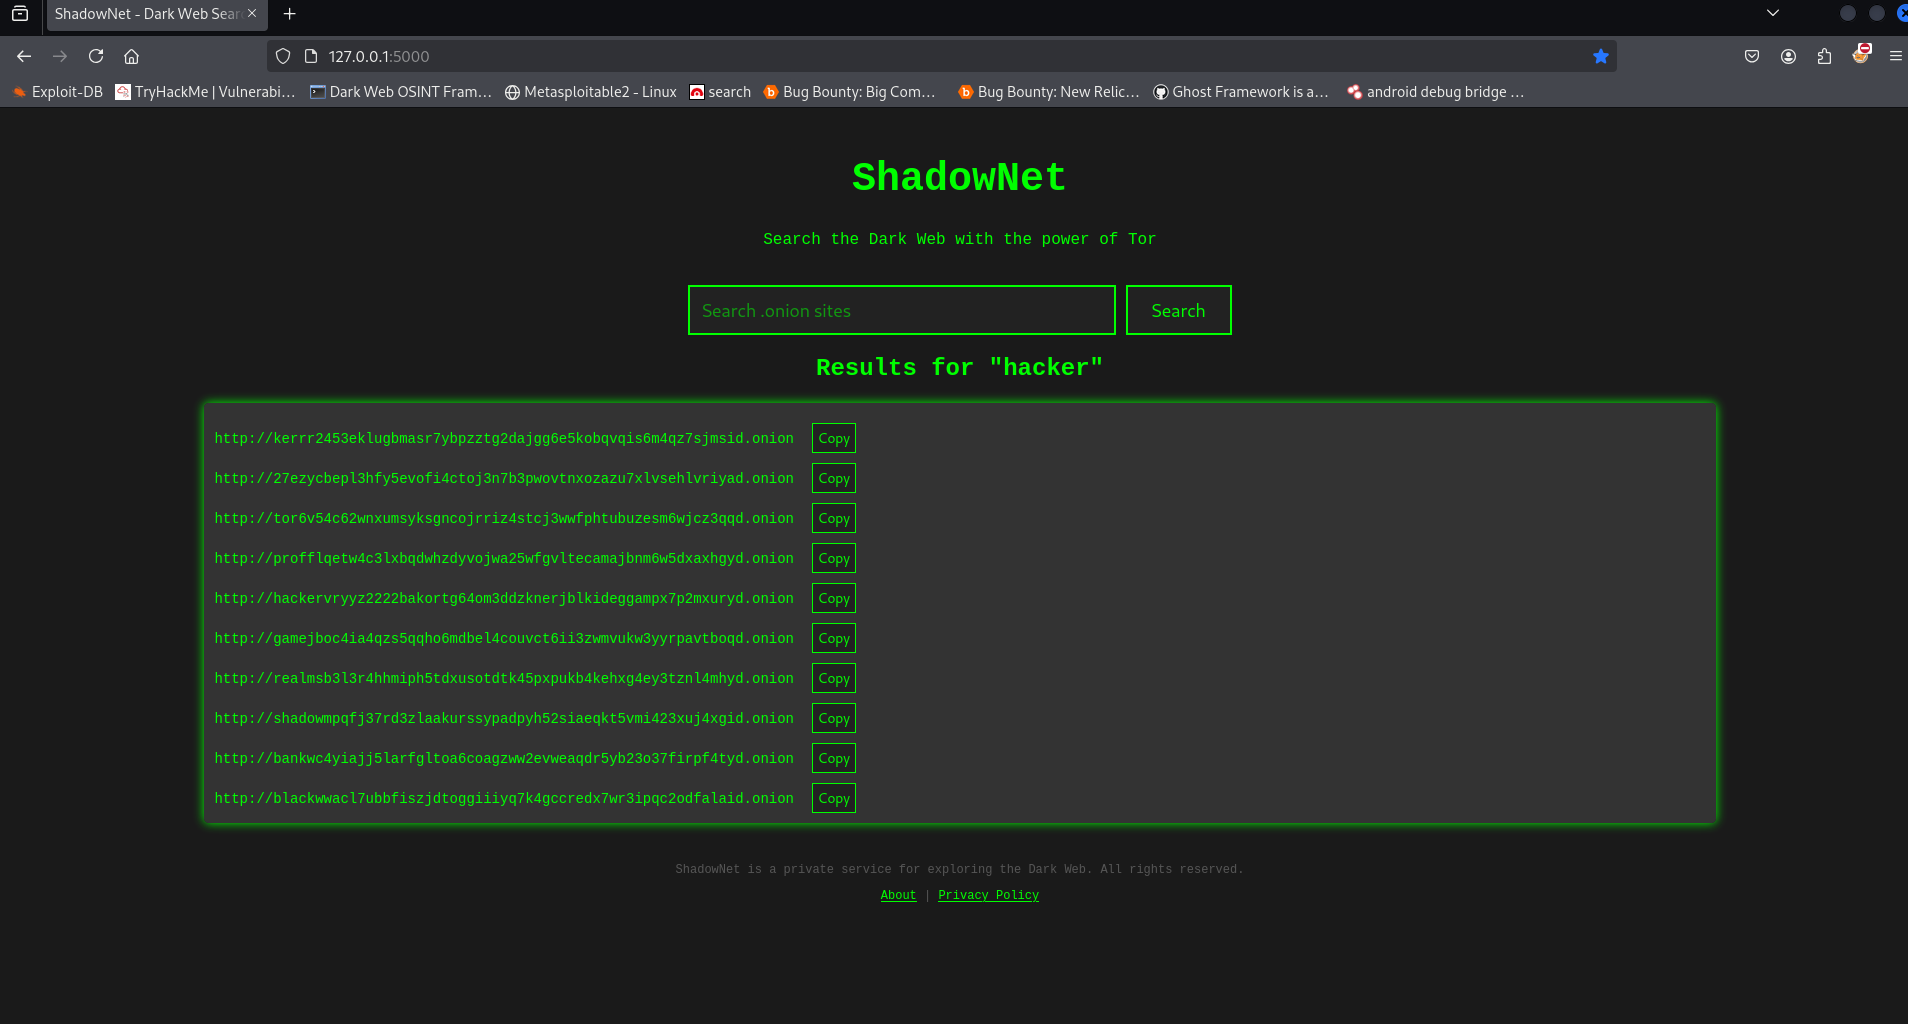 ShadowNet - Dark Web Sear
127.0.0.1:5000
Exploit-DB TryHackMe | Vulnerabi… Dark Web OSINT Fram… Metasploitable2 - Linux search Bug Bounty: Big Com… Bug Bounty: New Relic… Ghost Framework is a… android debug bridge …
ShadowNet
Search the Dark Web with the power of Tor
Search .onion sites Search
Results for "hacker"
http://kerrr2453eklugbmasr7ybpzztg2dajgg6e5kobqvqis6m4qz7sjmsid.onion Copy
http://27ezycbepl3hfy5evofi4ctoj3n7b3pwovtnxozazu7xlvsehlvriyad.onion Copy
http://tor6v54c62wnxumsyksgncojrriz4stcj3wwfphtubuzesm6wjcz3qqd.onion Copy
http://profflqetw4c3lxbqdwhzdyvojwa25wfgvltecamajbnm6w5dxaxhgyd.onion Copy
http://hackervryyz2222bakortg64om3ddzknerjblkideggampx7p2mxuryd.onion Copy
http://gamejboc4ia4qzs5qqho6mdbel4couvct6ii3zwmvukw3yyrpavtboqd.onion Copy
http://realmsb3l3r4hhmiph5tdxusotdtk45pxpukb4kehxg4ey3tznl4mhyd.onion Copy
http://shadowmpqfj37rd3zlaakurssypadpyh52siaeqkt5vmi423xuj4xgid.onion Copy
http://bankwc4yiajj5larfgltoa6coagzww2evweaqdr5yb23o37firpf4tyd.onion Copy
http://blackwwacl7ubbfiszjdtoggiiiyq7k4gccredx7wr3ipqc2odfalaid.onion Copy
ShadowNet is a private service for exploring the Dark Web. All rights reserved.
About | Privacy Policy